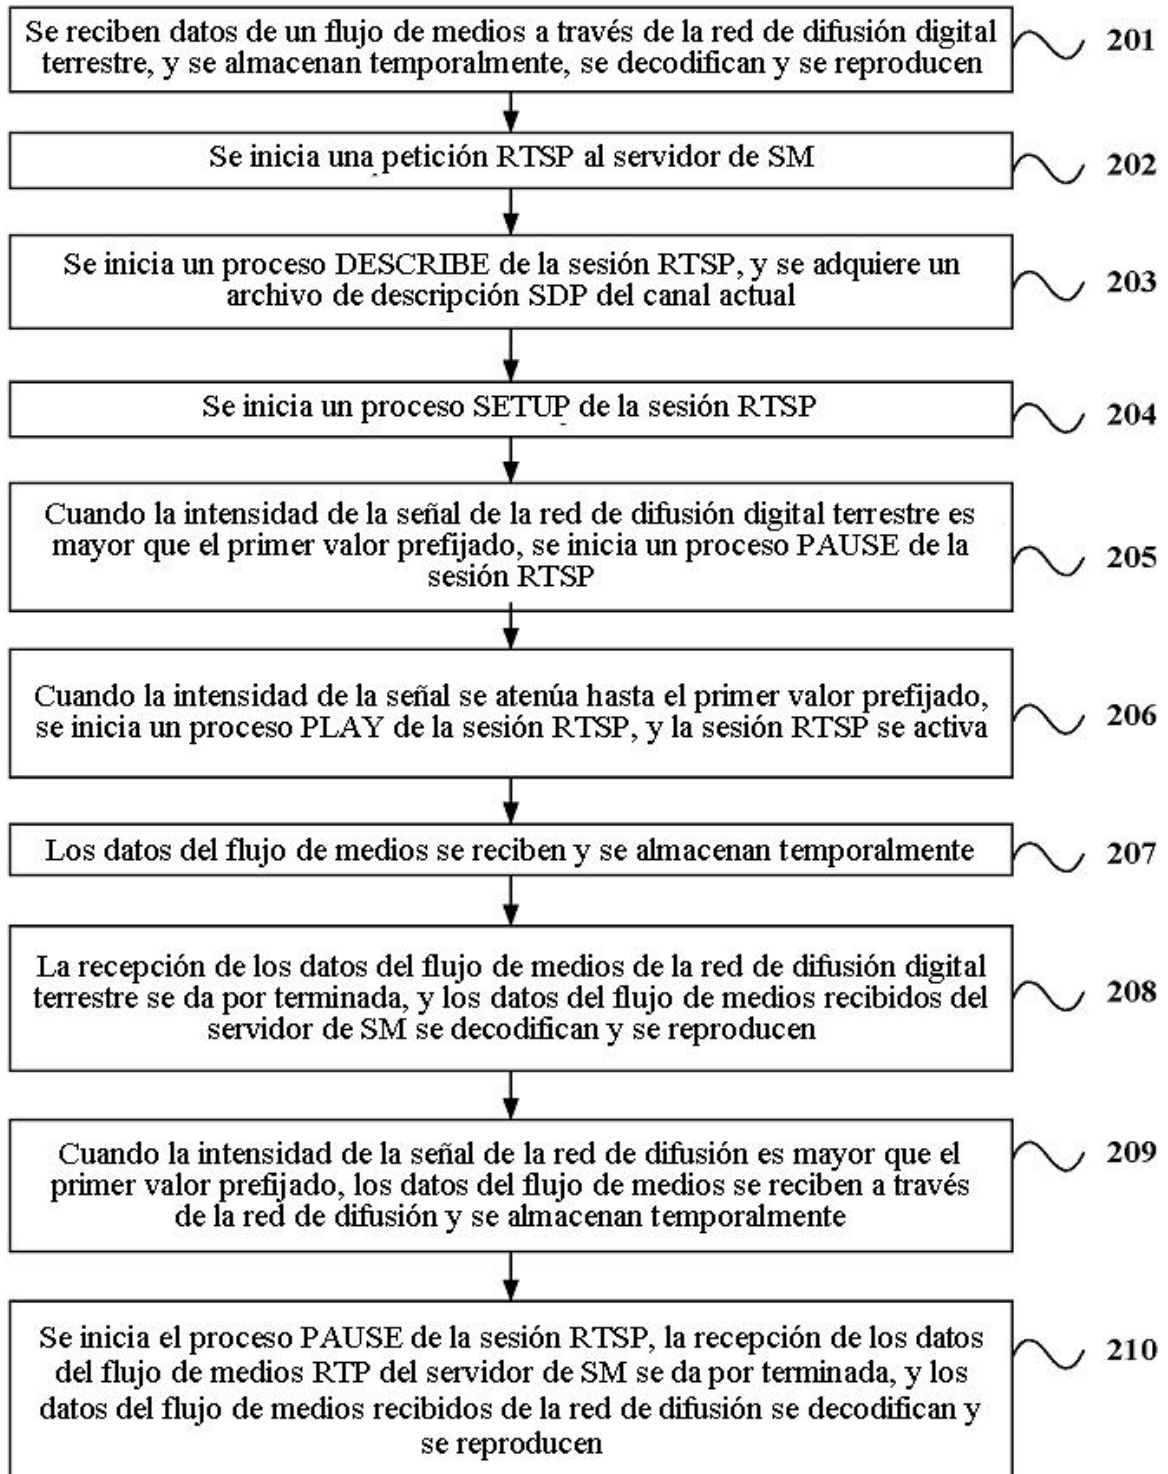 Se reciben datos de un flujo de medios a través de la red de difusión digital
terrestre, y se almacenan temporalmente, se decodifican y se reproducen
201
Se inicia una petición RTSP al servidor de SM
202
Se inicia un proceso DESCRIBE de la sesión RTSP, y se adquiere un
archivo de descripción SDP del canal actual
203
Se inicia un proceso SETUP de la sesión RTSP
204
Cuando la intensidad de la señal de la red de difusión digital terrestre es
mayor que el primer valor prefijado, se inicia un proceso PAUSE de la
sesión RTSP
205
Cuando la intensidad de la señal se atenúa hasta el primer valor prefijado,
se inicia un proceso PLAY de la sesión RTSP, y la sesión RTSP se activa
206
Los datos del flujo de medios se reciben y se almacenan temporalmente
207
La recepción de los datos del flujo de medios de la red de difusión digital
terrestre se da por terminada, y los datos del flujo de medios recibidos del
servidor de SM se decodifican y se reproducen
208
Cuando la intensidad de la señal de la red de difusión es mayor que el
primer valor prefijado, los datos del flujo de medios se reciben a través
de la red de difusión y se almacenan temporalmente
209
Se inicia el proceso PAUSE de la sesión RTSP, la recepción de los datos
del flujo de medios RTP del servidor de SM se da por terminada, y los
datos del flujo de medios recibidos de la red de difusión se decodifican y
se reproducen
210